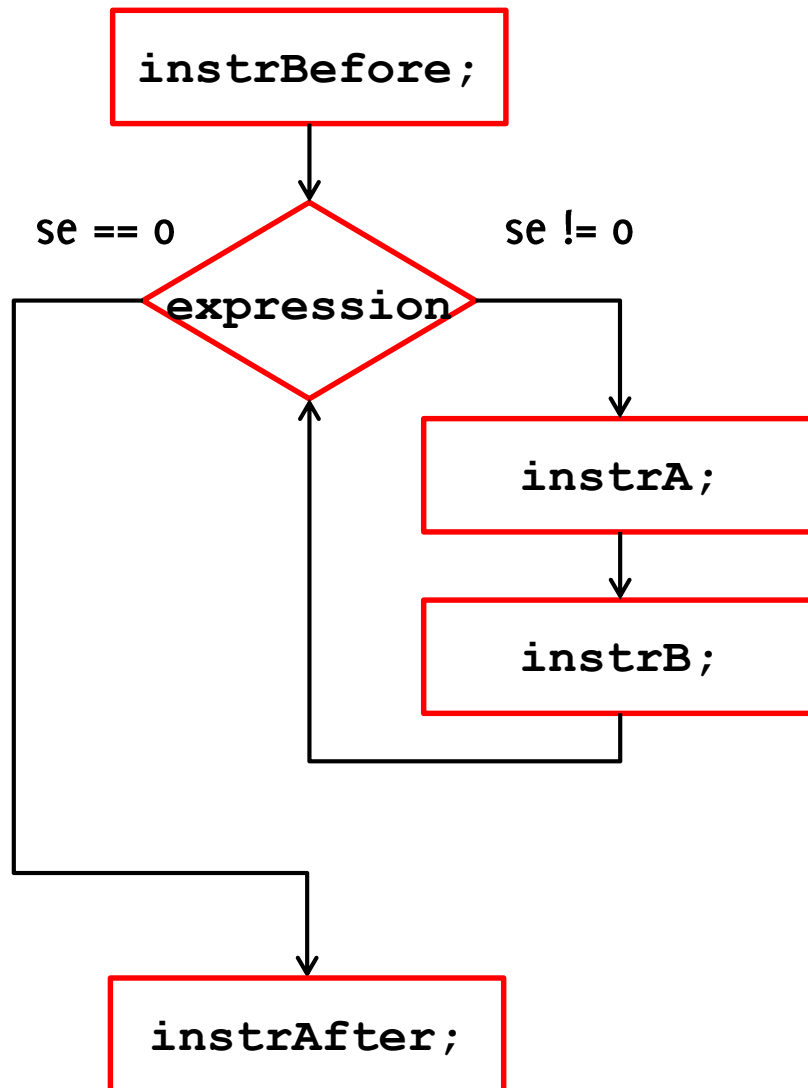 instrBefore;
se == 0
se != 0
expression
instrA;
instrB;
instrAfter;